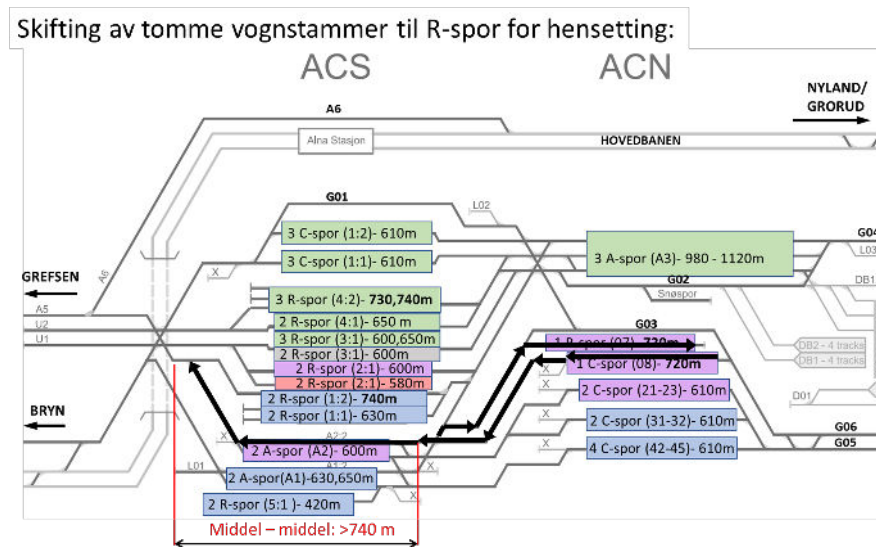 Skifting av tomme vognstammer til R-spor for hensetting:
ACS
ACN
NYLAND/
GRORUD
A6
Alna Stasjon
HOVEDBANEN
G01
L02
3 C-spor (1:2)- 610m
G04
3 C-spor (1:1)- 610m
3 A-spor (A3)- 980 - 1120m
L03
X
A6
GREFSEN
G02
DB1
3 R-spor (4:2)- 730,740m
Snøspor
A5
2 R-spor (4:1)- 650 m
U2
G03
3 R-spor (3:1)- 600,650m
U1
1 R-spor (07)- 720m
DB2 - 4 tracks
2 R-spor (3:1)- 600m
DB1 - 4 tracks
2 R-spor (2:1)- 600m
1 C-spor (08)- 720m
X
2 R-spor (2:1)- 580m
2 C-spor (21-23)- 610m
2 R-spor (1:2)- 740m
D01
X
2 R-spor (1:1)- 630m
BRYN
2 C-spor (31-32)- 610m
G06
X
A2:2
X
G05
2 A-spor (A2)- 600m
4 C-spor (42-45)- 610m
L01
A1:2
X
X
2 A-spor(A1)-630,650m
2 R-spor (5:1 )- 420m
X
Middel – middel: >740 m